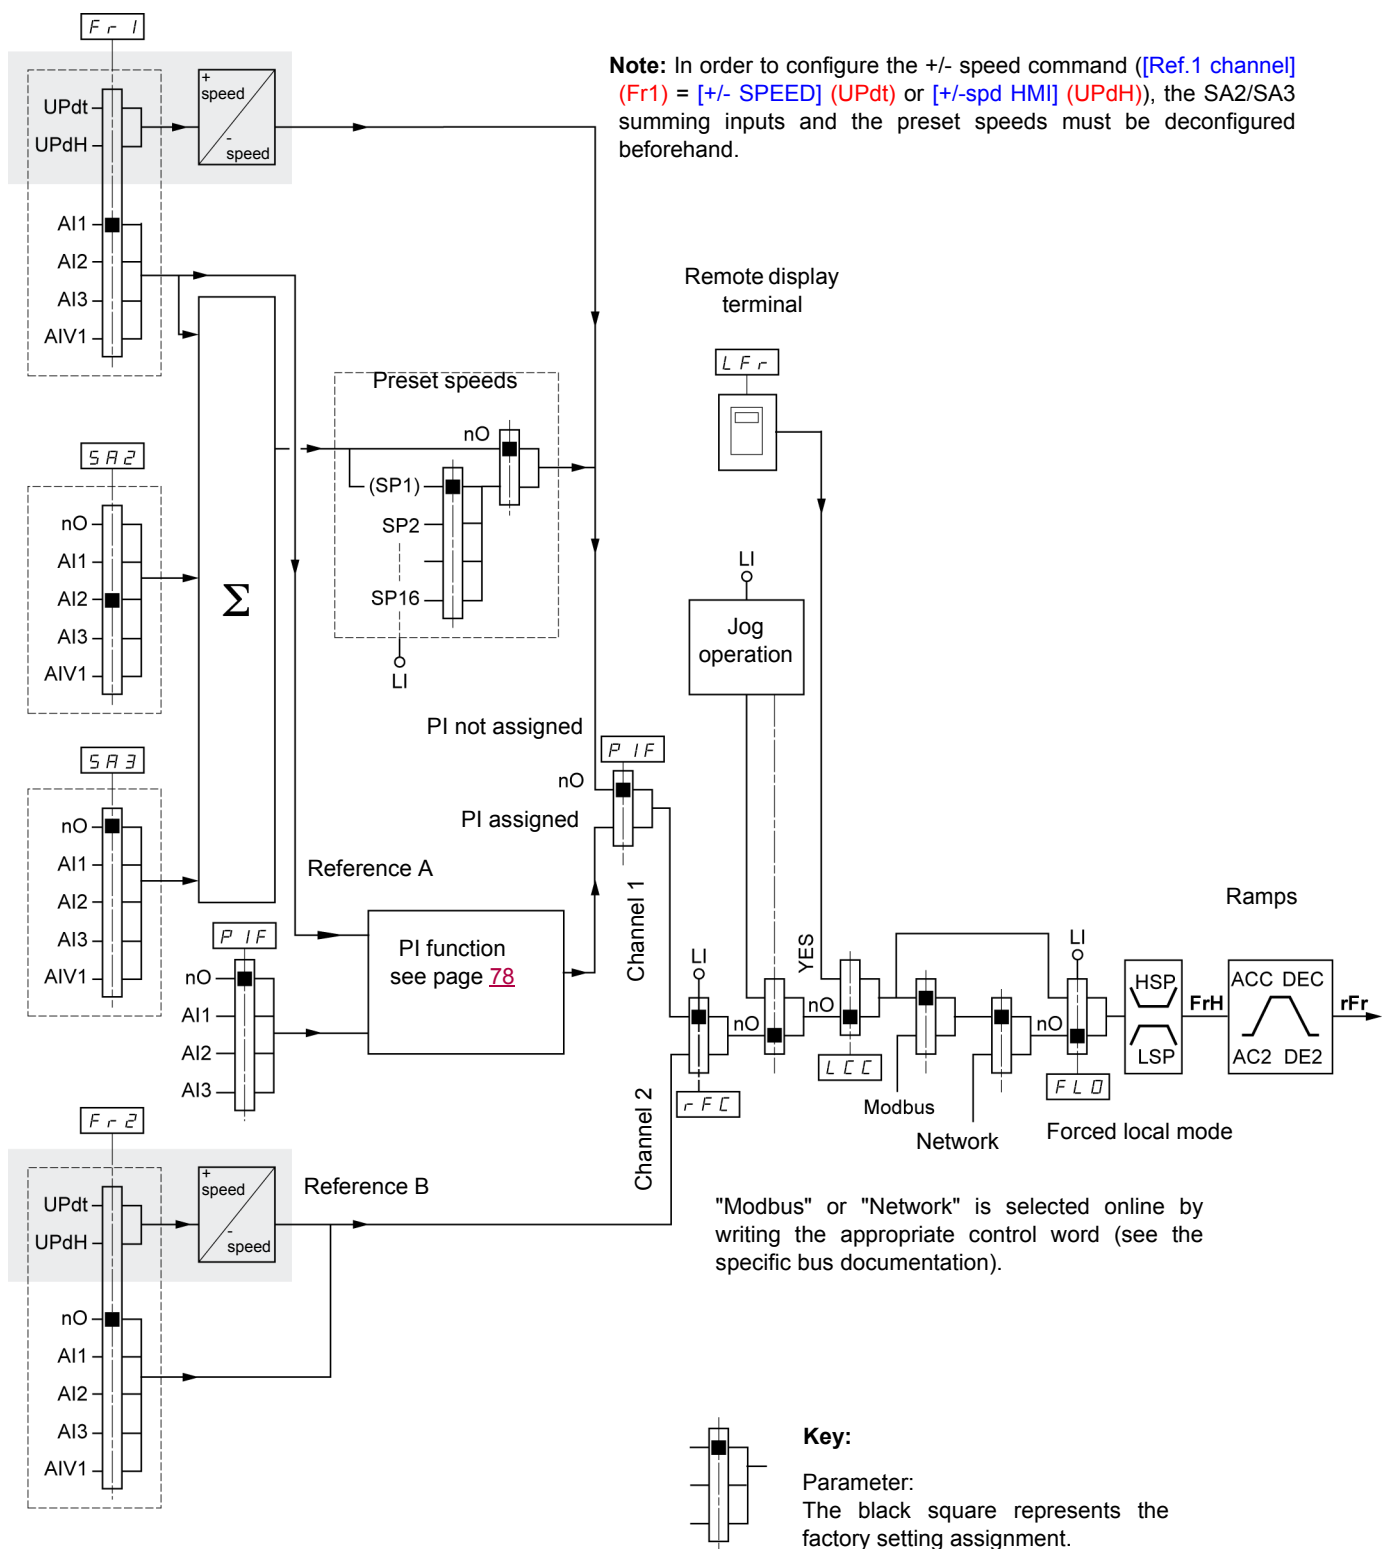 Fr1
Note: In order to configure the +/- speed command ([Ref.1 channel]
(Fr1) = [+/- SPEED] (UPdt) or [+/-spd HMI] (UPdH)), the SA2/SA3
summing inputs and the preset speeds must be deconfigured
beforehand.
UPdt
UPdH
+
speed
-
speed
AI1
AI2
AI3
AIV1
Remote display
terminal
LFr
Preset speeds
nO
(SP1)
SP2
SP16
LI
SA2
nO
AI1
AI2
AI3
AIV1
Σ
LI
Jog
operation
PI not assigned
PIF
nO
PI assigned
SA3
nO
AI1
AI2
AI3
AIV1
Reference A
PIF
nO
AI1
AI2
AI3
PI function
see page 78
Channel 1
Channel 2
LI
nO
rFC
YES
nO
LCC
Modbus
Network
nO
LI
FLO
Forced local mode
Ramps
HSP
LSP
FrH
ACC DEC
AC2 DE2
rFr
Fr2
UPdt
UPdH
+
speed
-
speed
Reference B
nO
AI1
AI2
AI3
AIV1
"Modbus" or "Network" is selected online by
writing the appropriate control word (see the
specific bus documentation).
Key:
Parameter:
The black square represents the
factory setting assignment.